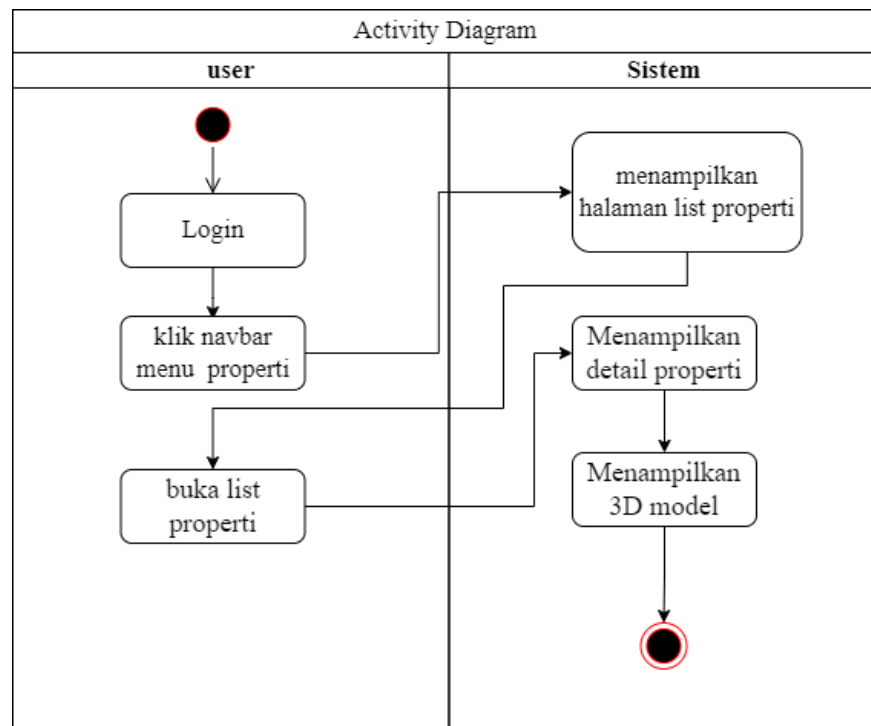 Activity Diagram
user
Sistem
Login
menampilkan
halaman list properti
klik navbar
menu properti
Menampilkan
detail properti
buka list
properti
Menampilkan
3D model